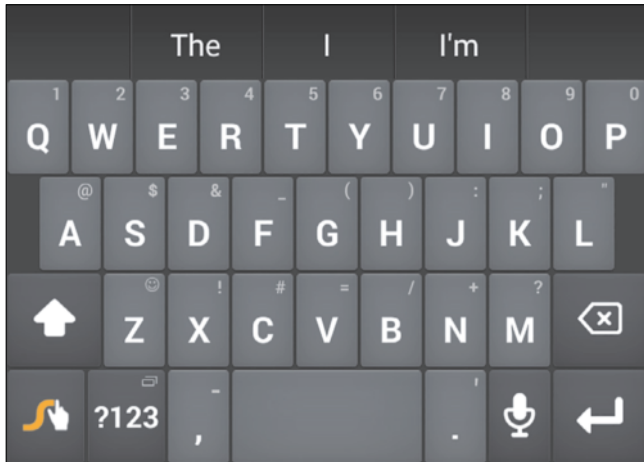 The I I'm
1 2 3 4 5 6 7 8 9 0
Q W E R T Y U I O P
@ $ & _ ( ) : ; "
A S D F G H J K L
! # = / + ?
Z X C V B N M
- '
?123 , .